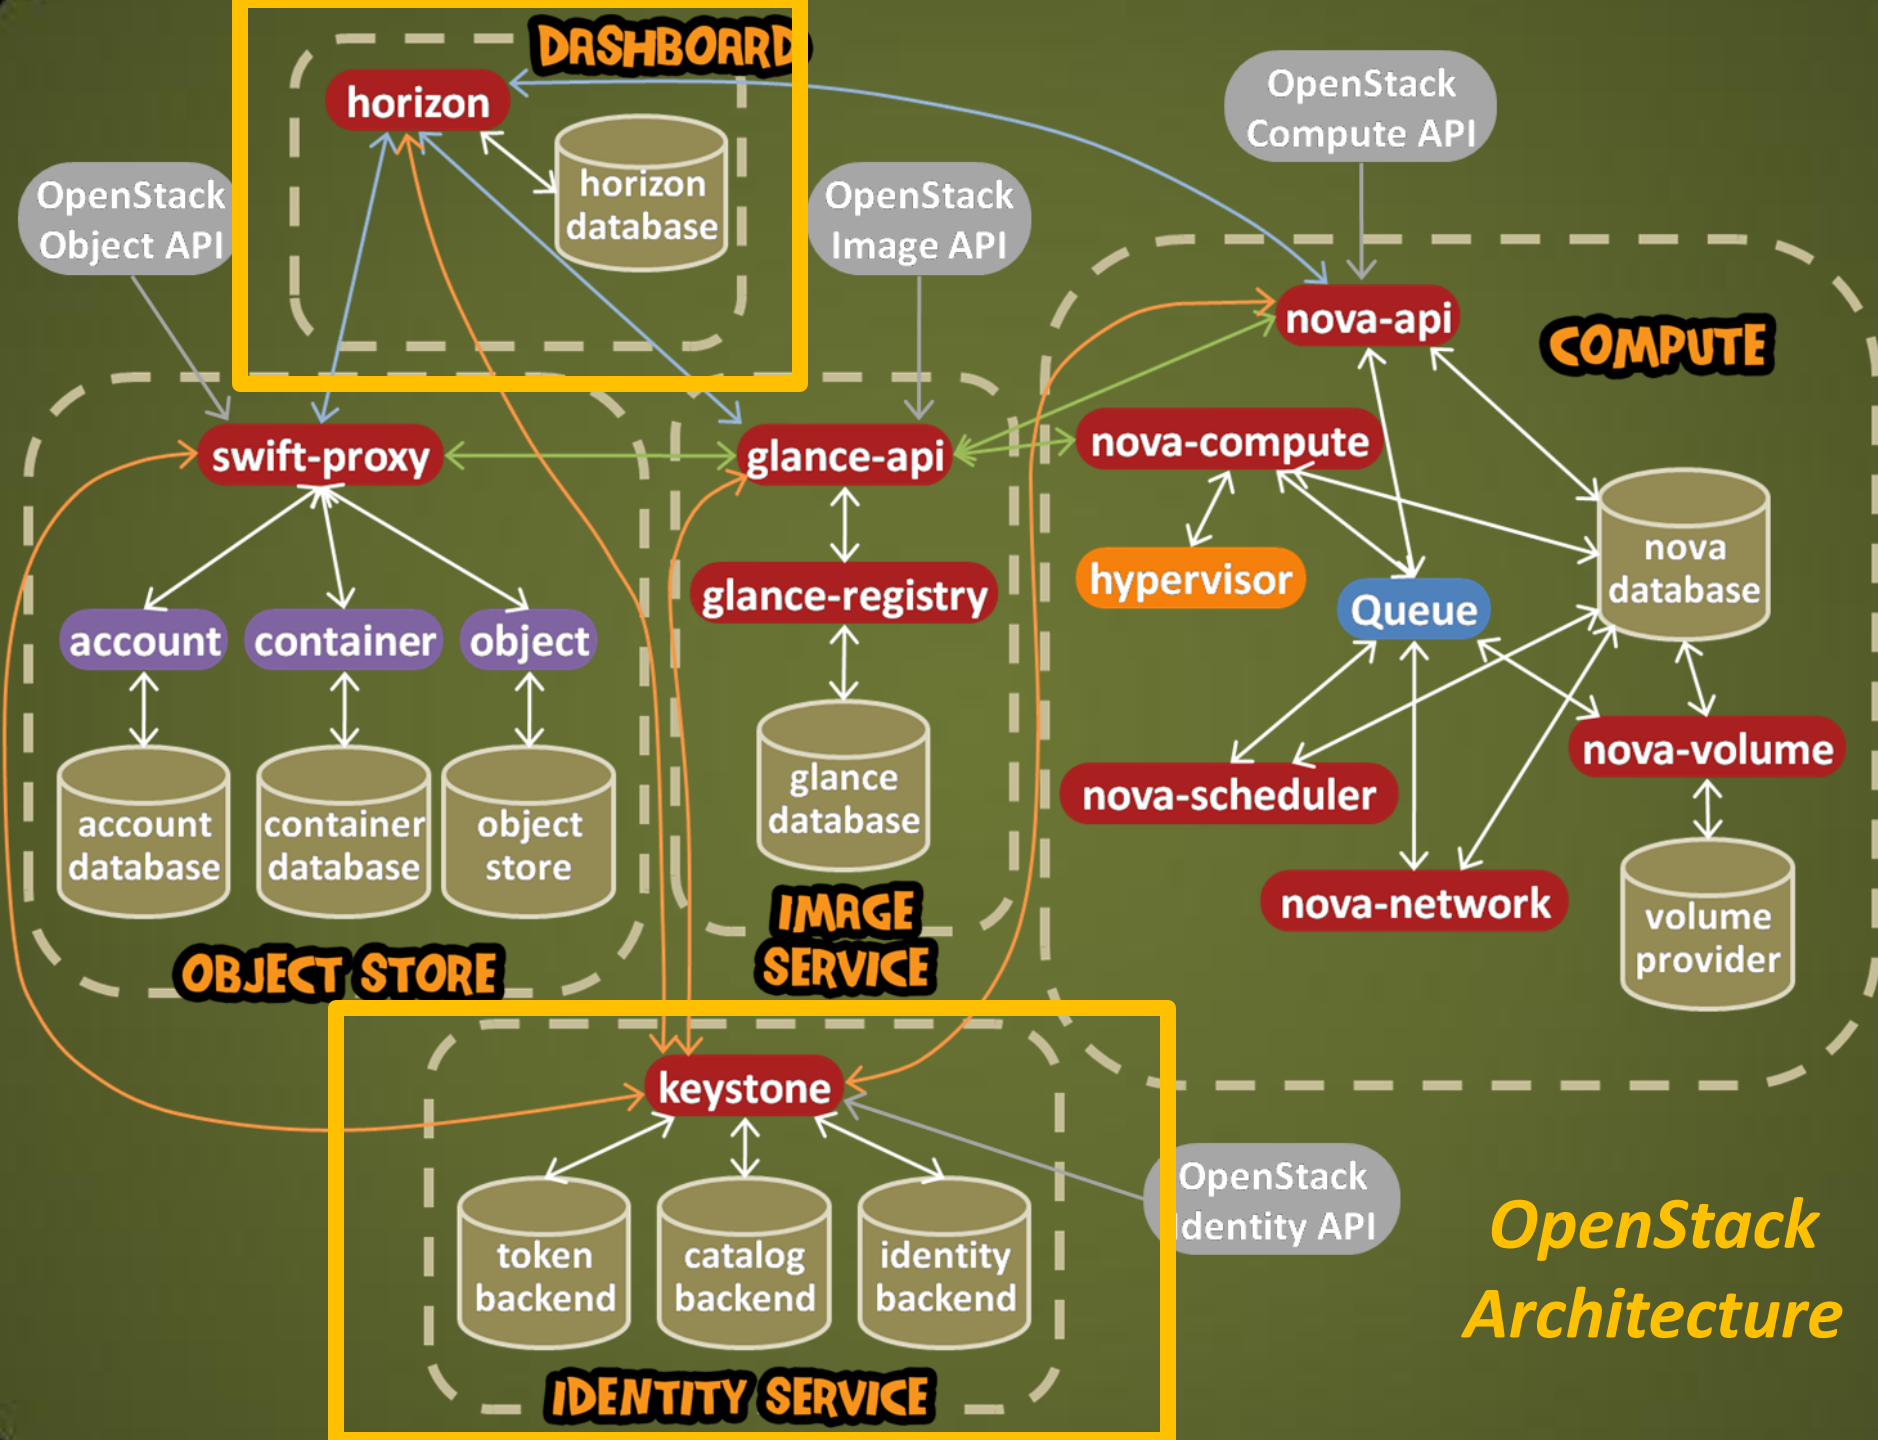 DASHBOARD
horizon
horizon
database
OpenStack
Object API
OpenStack
Image API
OpenStack
Compute API
nova-api
COMPUTE
swift-proxy
glance-api
nova-compute
glance-registry
hypervisor
Queue
nova
database
account
container
object
nova-volume
nova-scheduler
nova-network
account
database
container
database
object
store
glance
database
volume
provider
IMAGE
SERVICE
OBJECT STORE
keystone
token
backend
catalog
backend
identity
backend
IDENTITY SERVICE
OpenStack
Identity API
OpenStack
Architecture